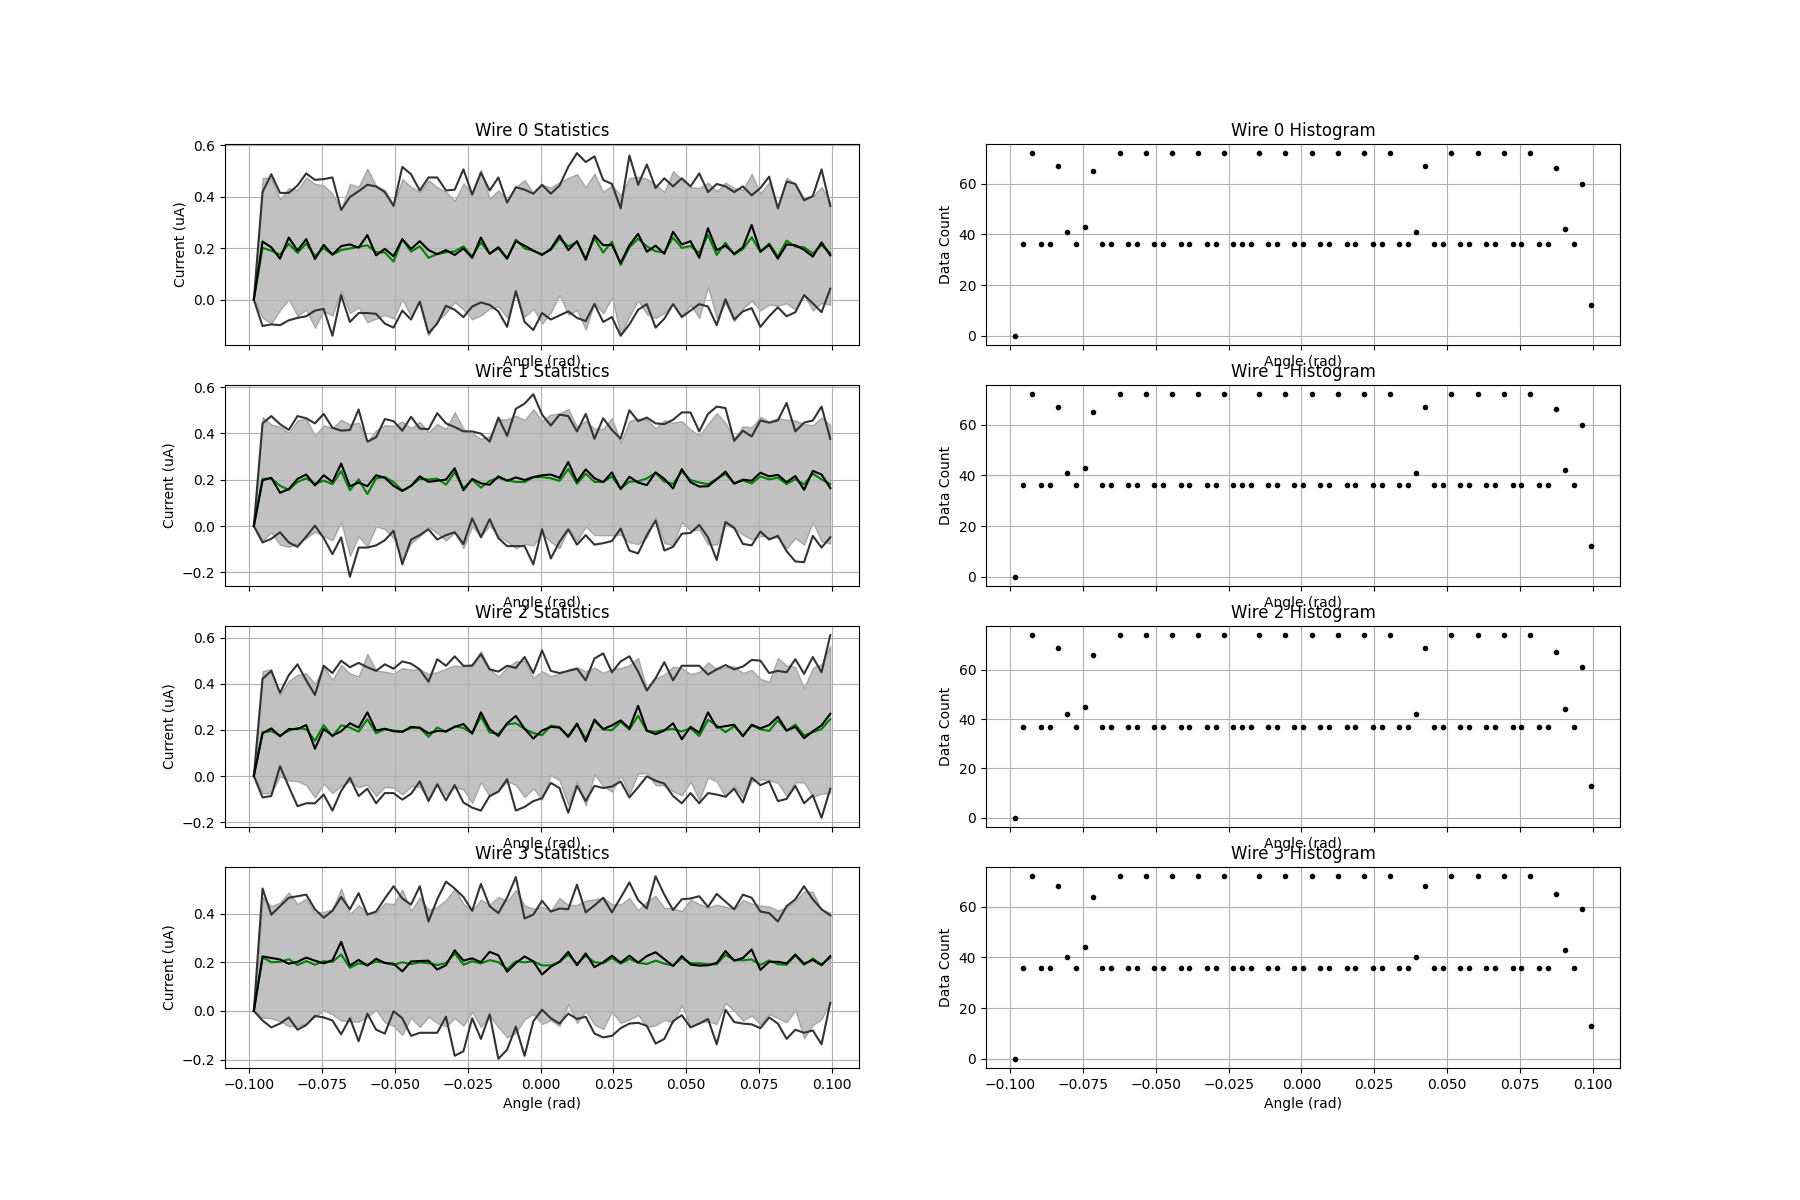 Wire 0 Statistics
Current (uA)
0.6
0.4
0.2
0.0
Angle (rad)
Wire 0 Histogram
Data Count
60
40
20
0
Angle (rad)
Wire 1 Statistics
Current (uA)
0.6
0.4
0.2
0.0
−0.2
Angle (rad)
Wire 1 Histogram
Data Count
60
40
20
0
Angle (rad)
Wire 2 Statistics
Current (uA)
0.6
0.4
0.2
0.0
−0.2
Angle (rad)
Wire 2 Histogram
Data Count
60
40
20
0
Angle (rad)
Wire 3 Statistics
Current (uA)
0.4
0.2
0.0
−0.2
−0.100 −0.075 −0.050 −0.025 0.000 0.025 0.050 0.075 0.100
Angle (rad)
Wire 3 Histogram
Data Count
60
40
20
0
−0.100 −0.075 −0.050 −0.025 0.000 0.025 0.050 0.075 0.100
Angle (rad)